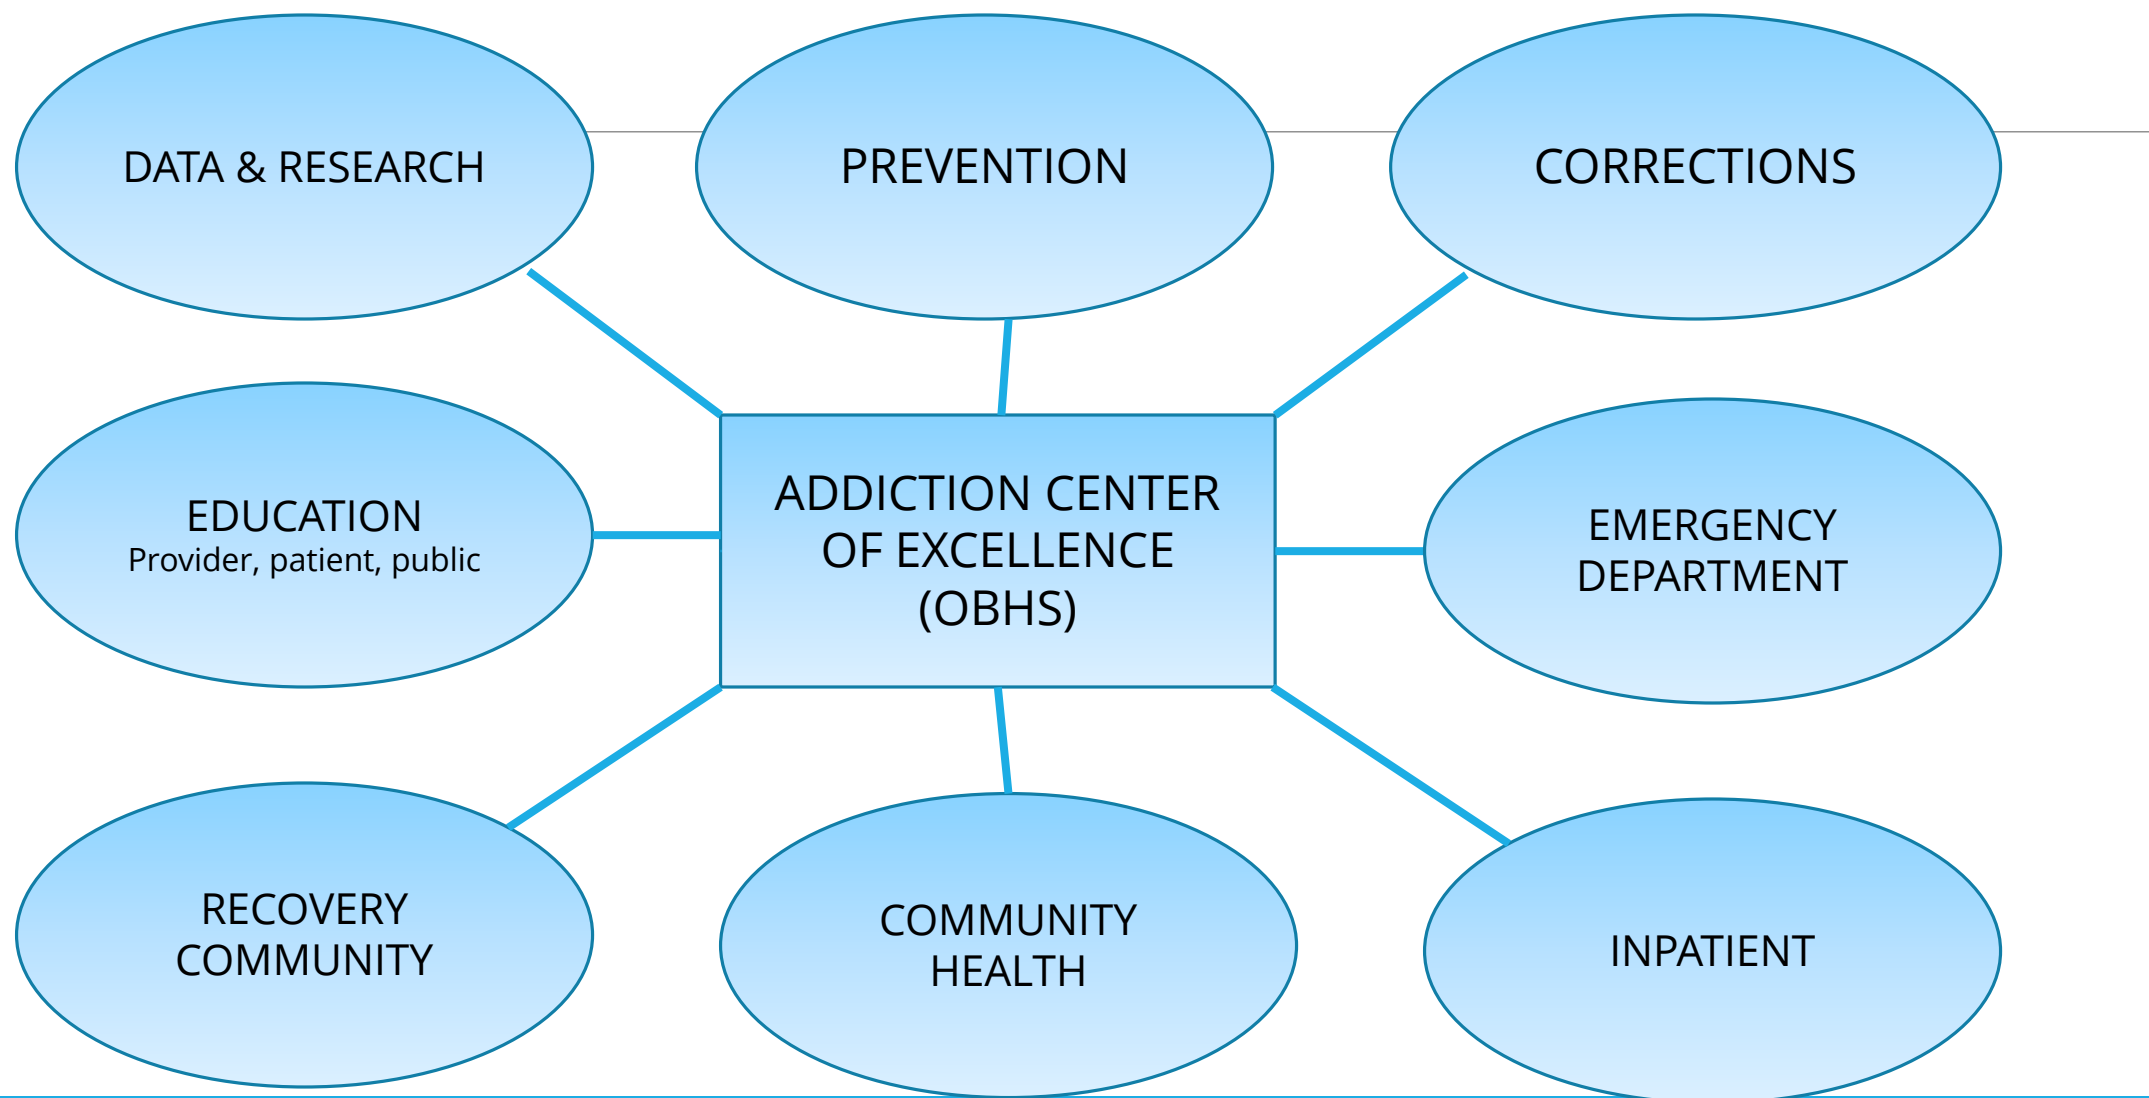 DATA & RESEARCH
PREVENTION
CORRECTIONS
EDUCATION
Provider, patient, public
ADDICTION CENTER
OF EXCELLENCE
(OBHS)
EMERGENCY
DEPARTMENT
RECOVERY
COMMUNITY
COMMUNITY
HEALTH
INPATIENT